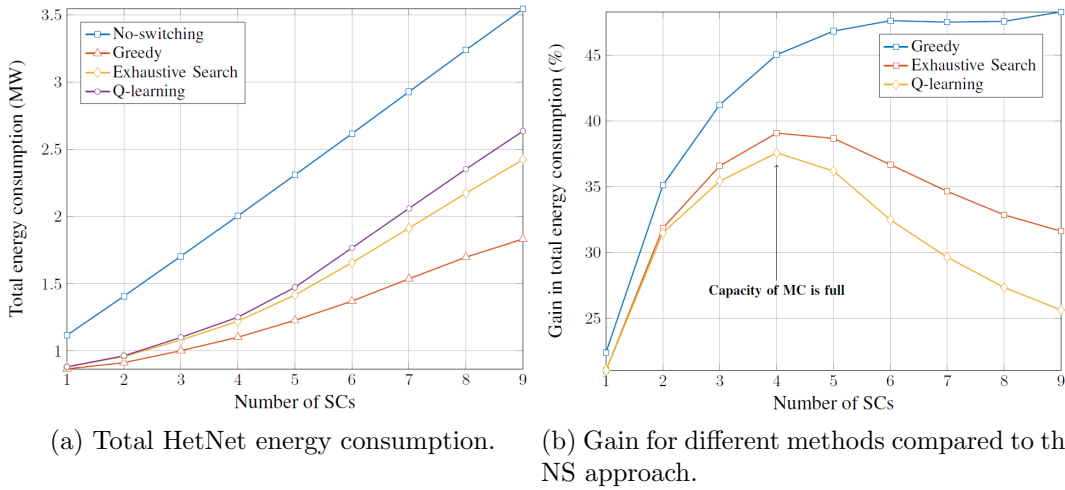 3.5
3
2.5
2
1.5
1
Total energy consumption (MW)
No-switching
Greedy
Exhaustive Search
Q-learning
1 2 3 4 5 6 7 8 9
Number of SCs
(a) Total HetNet energy consumption.
45
40
35
30
25
Gain in total energy consumption (%)
Greedy
Exhaustive Search
Q-learning
Capacity of MC is full
1 2 3 4 5 6 7 8 9
Number of SCs
(b) Gain for different methods compared to th
NS approach.